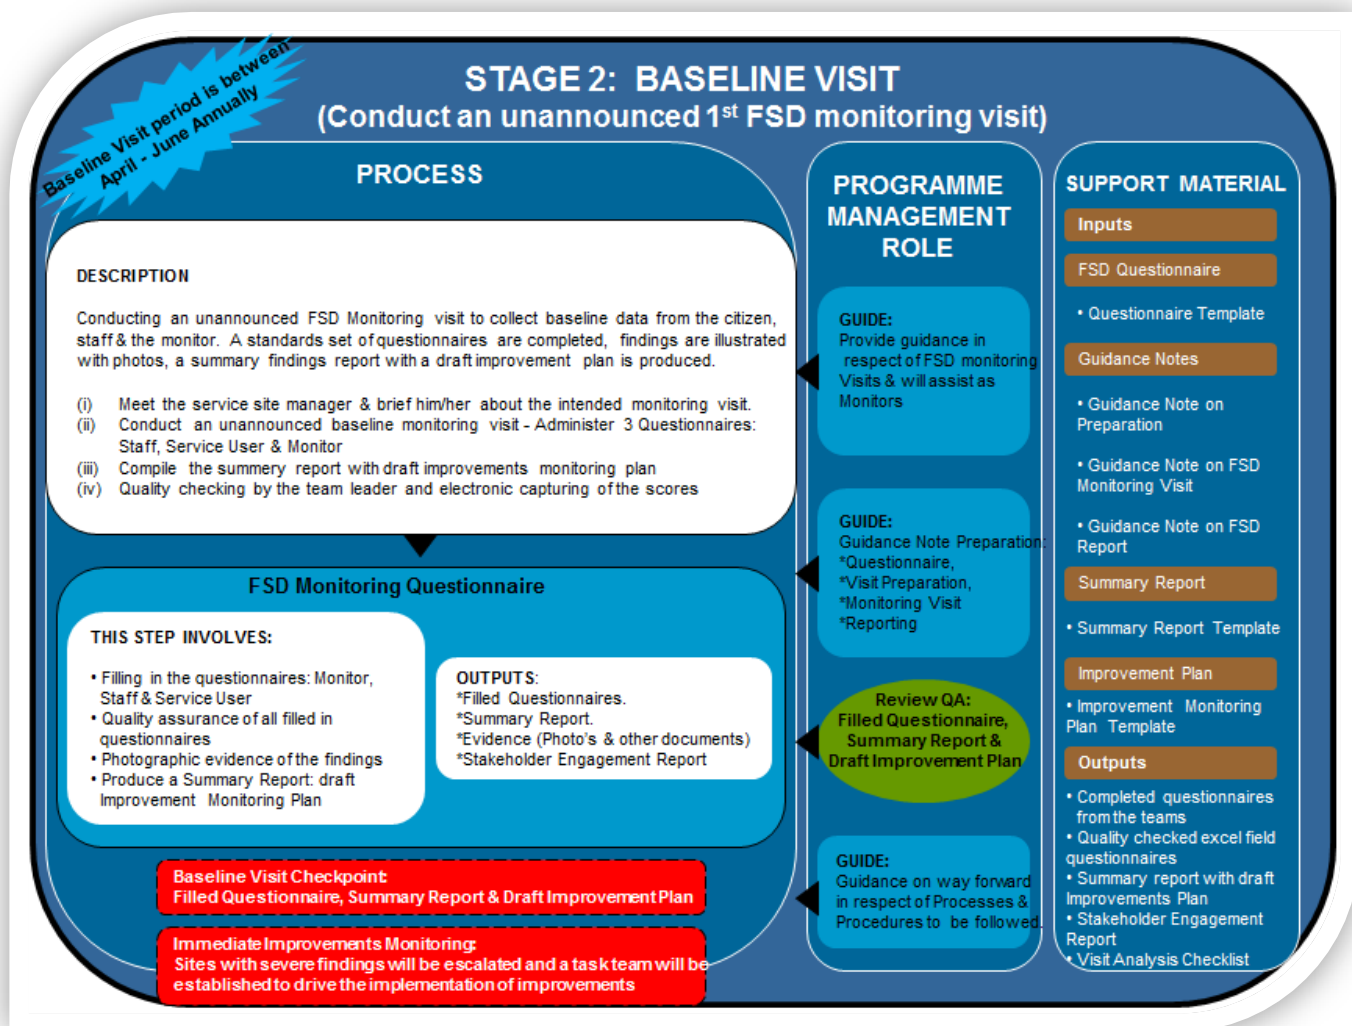 Baseline Visit period is between
April - June Annually
STAGE 2: BASELINE VISIT
(Conduct an unannounced 1st FSD monitoring visit)
PROCESS
DESCRIPTION
Conducting an unannounced FSD Monitoring visit to collect baseline data from the citizen,
staff & the monitor. A standards set of questionnaires are completed, findings are illustrated
with photos, a summary findings report with a draft improvement plan is produced.
(i) Meet the service site manager & brief him/her about the intended monitoring visit.
(ii) Conduct an unannounced baseline monitoring visit - Administer 3 Questionnaires:
Staff, Service User & Monitor
(iii) Compile the summery report with draft improvements monitoring plan
(iv) Quality checking by the team leader and electronic capturing of the scores
FSD Monitoring Questionnaire
THIS STEP INVOLVES:
• Filling in the questionnaires: Monitor,
Staff & Service User
• Quality assurance of all filled in
questionnaires
• Photographic evidence of the findings
• Produce a Summary Report: draft
Improvement Monitoring Plan
OUTPUTS:
*Filled Questionnaires.
*Summary Report.
*Evidence (Photo's & other documents)
*Stakeholder Engagement Report
Baseline Visit Checkpoint:
Filled Questionnaire, Summary Report & Draft Improvement Plan
Immediate Improvements Monitoring:
Sites with severe findings will be escalated and a task team will be
established to drive the implementation of improvements
PROGRAMME
MANAGEMENT
ROLE
GUIDE:
Provide guidance in
respect of FSD monitoring
Visits & will assist as
Monitors
GUIDE:
Guidance Note Preparation:
*Questionnaire,
*Visit Preparation,
*Monitoring Visit
*Reporting
Review QA:
Filled Questionnaire,
Summary Report &
Draft Improvement Plan
GUIDE:
Guidance on way forward
in respect of Processes &
Procedures to be followed.
SUPPORT MATERIAL
Inputs
FSD Questionnaire
• Questionnaire Template
Guidance Notes
• Guidance Note on
Preparation
• Guidance Note on FSD
Monitoring Visit
• Guidance Note on FSD
Report
Summary Report
• Summary Report Template
Improvement Plan
• Improvement Monitoring
Plan Template
Outputs
• Completed questionnaires
from the teams
• Quality checked excel field
questionnaires
• Summary report with draft
Improvements Plan
• Stakeholder Engagement
Report
• Visit Analysis Checklist